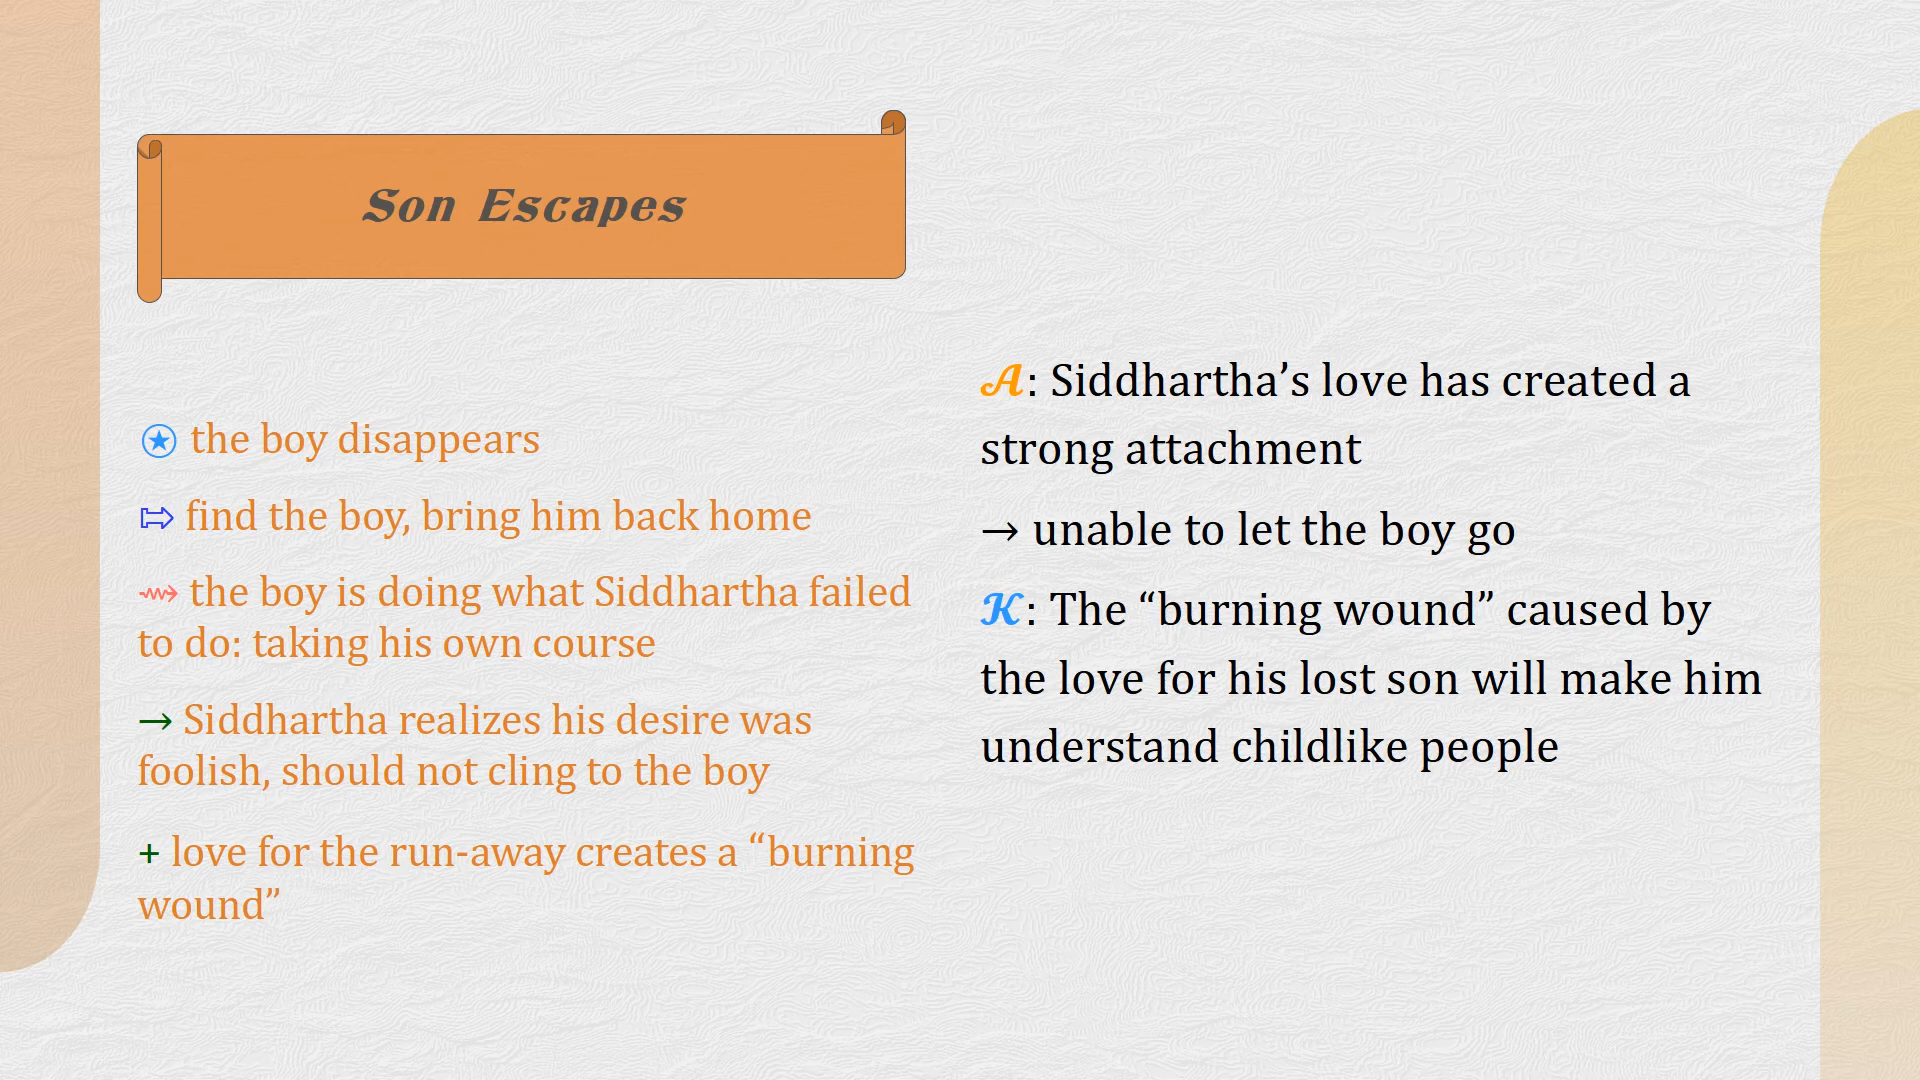 Son Escapes
⍟ the boy disappears
⇰ find the boy, bring him back home
⇝ the boy is doing what Siddhartha failed
to do: taking his own course
→ Siddhartha realizes his desire was
foolish, should not cling to the boy
+ love for the run-away creates a “burning
wound”
𝓐: Siddhartha’s love has created a
strong attachment
→ unable to let the boy go
𝓚: The “burning wound” caused by
the love for his lost son will make him
understand childlike people